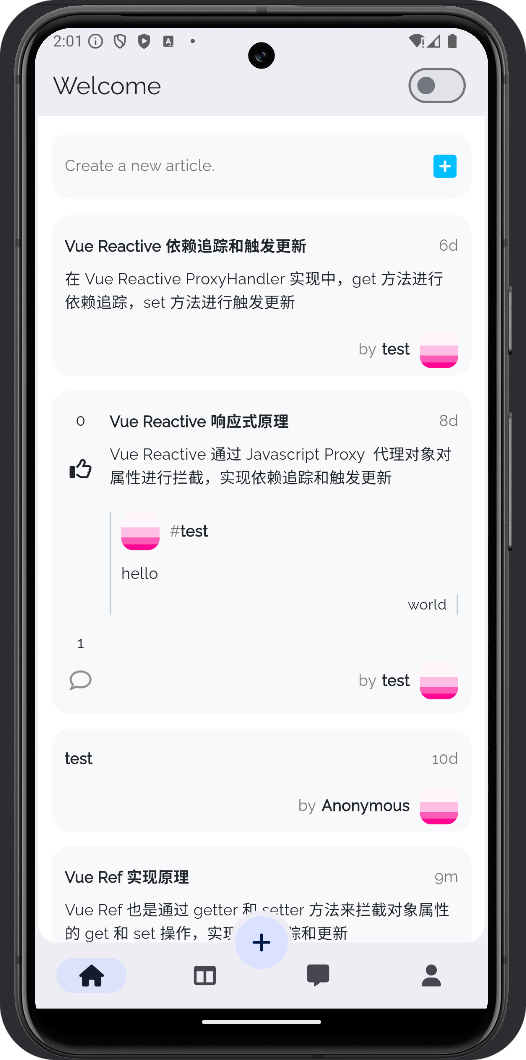 2:01
Welcome
Create a new article.
Vue Reactive 依赖追踪和触发更新
6d
在 Vue Reactive ProxyHandler 实现中，get 方法进行
依赖追踪，set 方法进行触发更新
by test
0
Vue Reactive 响应式原理
8d
Vue Reactive 通过 Javascript Proxy 代理对象对
属性进行拦截，实现依赖追踪和触发更新
#test
hello
world
1
by test
test
10d
by Anonymous
Vue Ref 实现原理
9m
Vue Ref 也是通过 getter 和 setter 方法来拦截对象属性
的 get 和 set 操作，实现 踪和更新